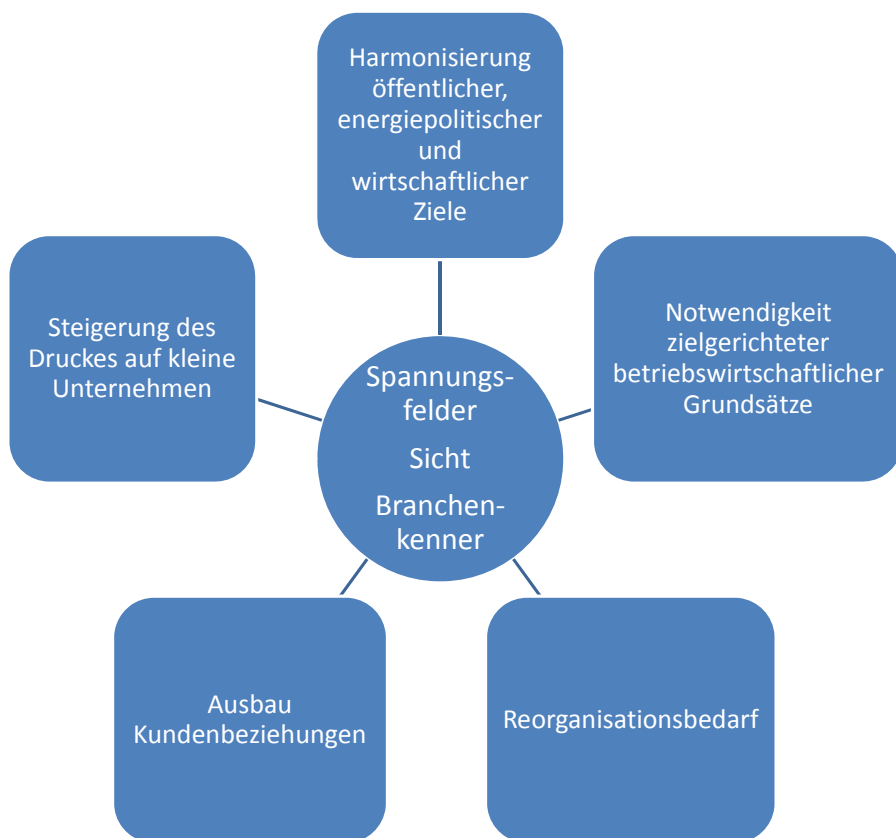 Harmonisierung
öffentlicher,
energiepolitischer
und
wirtschaftlicher
Ziele
Steigerung des
Druckes auf kleine
Unternehmen
Notwendigkeit
zielgerichteter
betriebswirtschaftlicher
Grundsätze
Spannungs-
felder
Sicht
Branchen-
kenner
Ausbau
Kundenbeziehungen
Reorganisationsbedarf